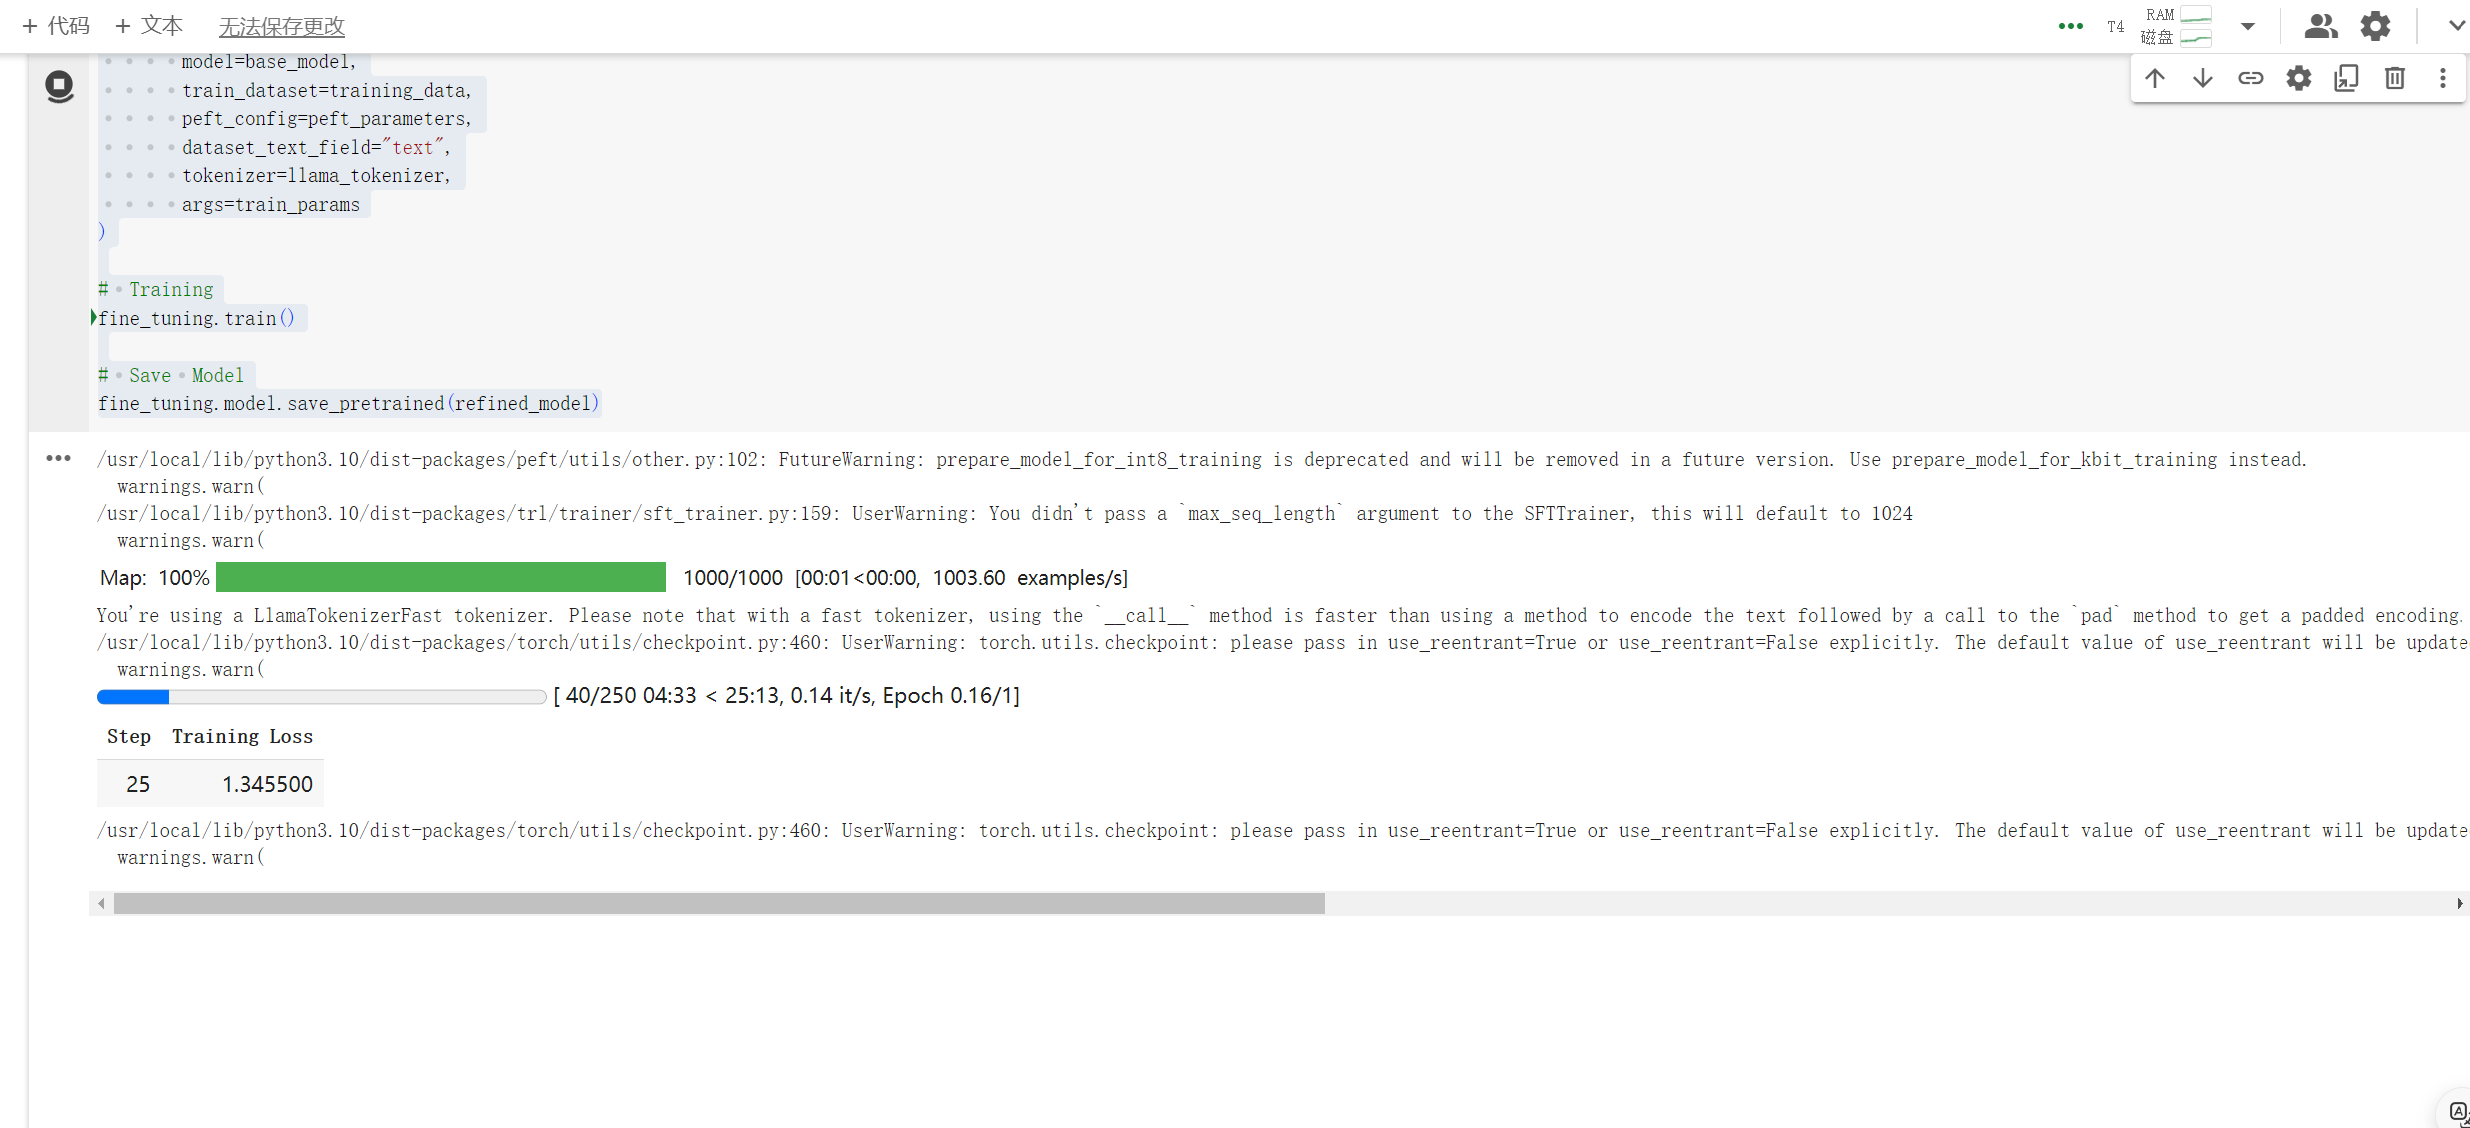 + 代码 + 文本 无法保存更改
T4 RAM
磁盘
model=base_model,
train_dataset=training_data,
peft_config=peft_parameters,
dataset_text_field="text",
tokenizer=llama_tokenizer,
args=train_params
)
# Training
fine_tuning.train()
# Save Model
fine_tuning.model.save_pretrained(refined_model)
/usr/local/lib/python3.10/dist-packages/peft/utils/other.py:102: FutureWarning: prepare_model_for_int8_training is deprecated and will be removed in a future version. Use prepare_model_for_kbit_training instead.
warnings.warn(
/usr/local/lib/python3.10/dist-packages/trl/trainer/sft_trainer.py:159: UserWarning: You didn't pass a `max_seq_length` argument to the SFTTrainer, this will default to 1024
warnings.warn(
Map: 100% 1000/1000 [00:01<00:00, 1003.60 examples/s]
You're using a LlamaTokenizerFast tokenizer. Please note that with a fast tokenizer, using the `__call__` method is faster than using a method to encode the text followed by a call to the `pad` method to get a padded encoding.
/usr/local/lib/python3.10/dist-packages/torch/utils/checkpoint.py:460: UserWarning: torch.utils.checkpoint: please pass in use_reentrant=True or use_reentrant=False explicitly. The default value of use_reentrant will be update
warnings.warn(
[ 40/250 04:33 < 25:13, 0.14 it/s, Epoch 0.16/1]
Step Training Loss
25 1.345500
/usr/local/lib/python3.10/dist-packages/torch/utils/checkpoint.py:460: UserWarning: torch.utils.checkpoint: please pass in use_reentrant=True or use_reentrant=False explicitly. The default value of use_reentrant will be update
warnings.warn(